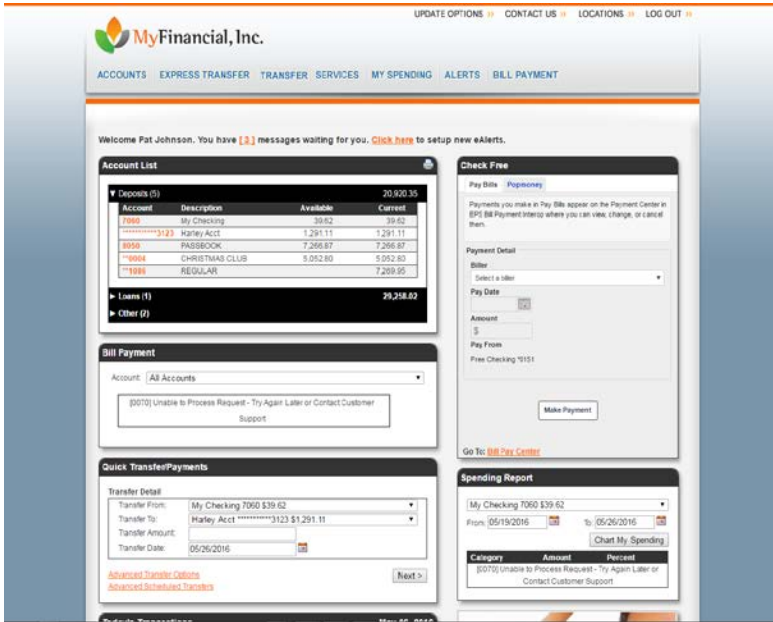 UPDATE OPTIONS » CONTACT US » LOCATIONS » LOG OUT »
MyFinancial, Inc.
ACCOUNTS EXPRESS TRANSFER TRANSFER SERVICES MY SPENDING ALERTS BILL PAYMENT
Welcome Pat Johnson. You have [ 3 ] messages waiting for you. Click here to setup new eAlerts.
Account List
▼ Deposits (5) 20,920.35
Account Description Available Current
7060 My Checking 39.62 39.62
***********3123 Harley Acct 1,291.11 1,291.11
8050 PASSBOOK 7,266.87 7,266.87
CHRISTMAS CLUB 5,052.80 5,052.80
**1086 REGULAR 7,269.95
► Loans (1) 29,258.02
► Other (2)
Bill Payment
Account: All Accounts
[0070] Unable to Process Request - Try Again Later or Contact Customer
Support
Quick Transfer/Payments
Transfer Detail
Transfer From: My Checking 7060 $39.62
Transfer To: Harley Acct ***********3123 $1,291.11
Transfer Amount:
Transfer Date: 05/26/2016
Advanced Transfer Options
Advanced Scheduled Transfers
Next >
Check Free
Pay Bills Popmoney
Payments you make in Pay Bills appear on the Payment Center in
EPS Bill Payment Interop where you can view, change, or cancel
them.
Payment Detail
Biller
Select a biller
Pay Date
Amount
$
Pay From
Free Checking *9151
Make Payment
Go To: Bill Pay Center
Spending Report
My Checking 7060 $39.62
From: 05/19/2016 To: 05/26/2016
Chart My Spending
Category Amount Percent
[0070] Unable to Process Request - Try Again Later or
Contact Customer Support